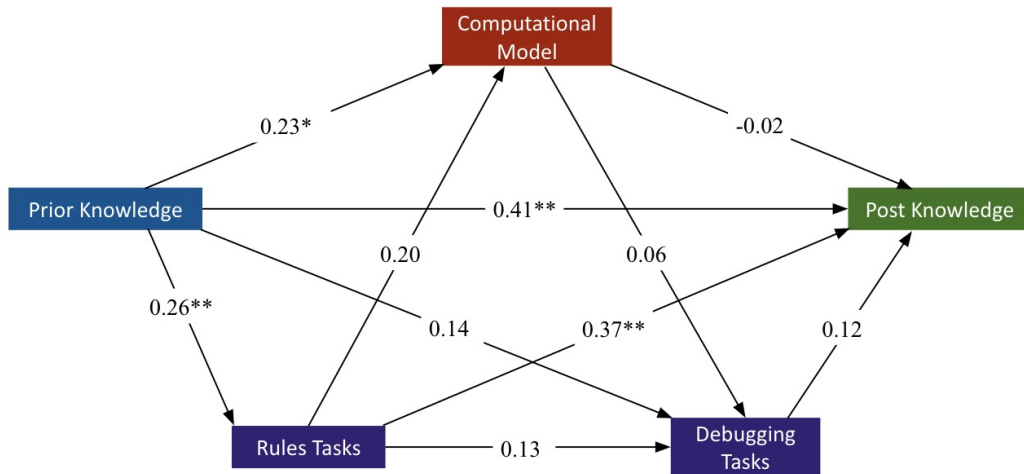 Computational
Model
0.23*
-0.02
Prior Knowledge
0.41**
Post Knowledge
0.20
0.06
0.26**
0.14
0.37**
0.12
Rules Tasks
0.13
Debugging
Tasks